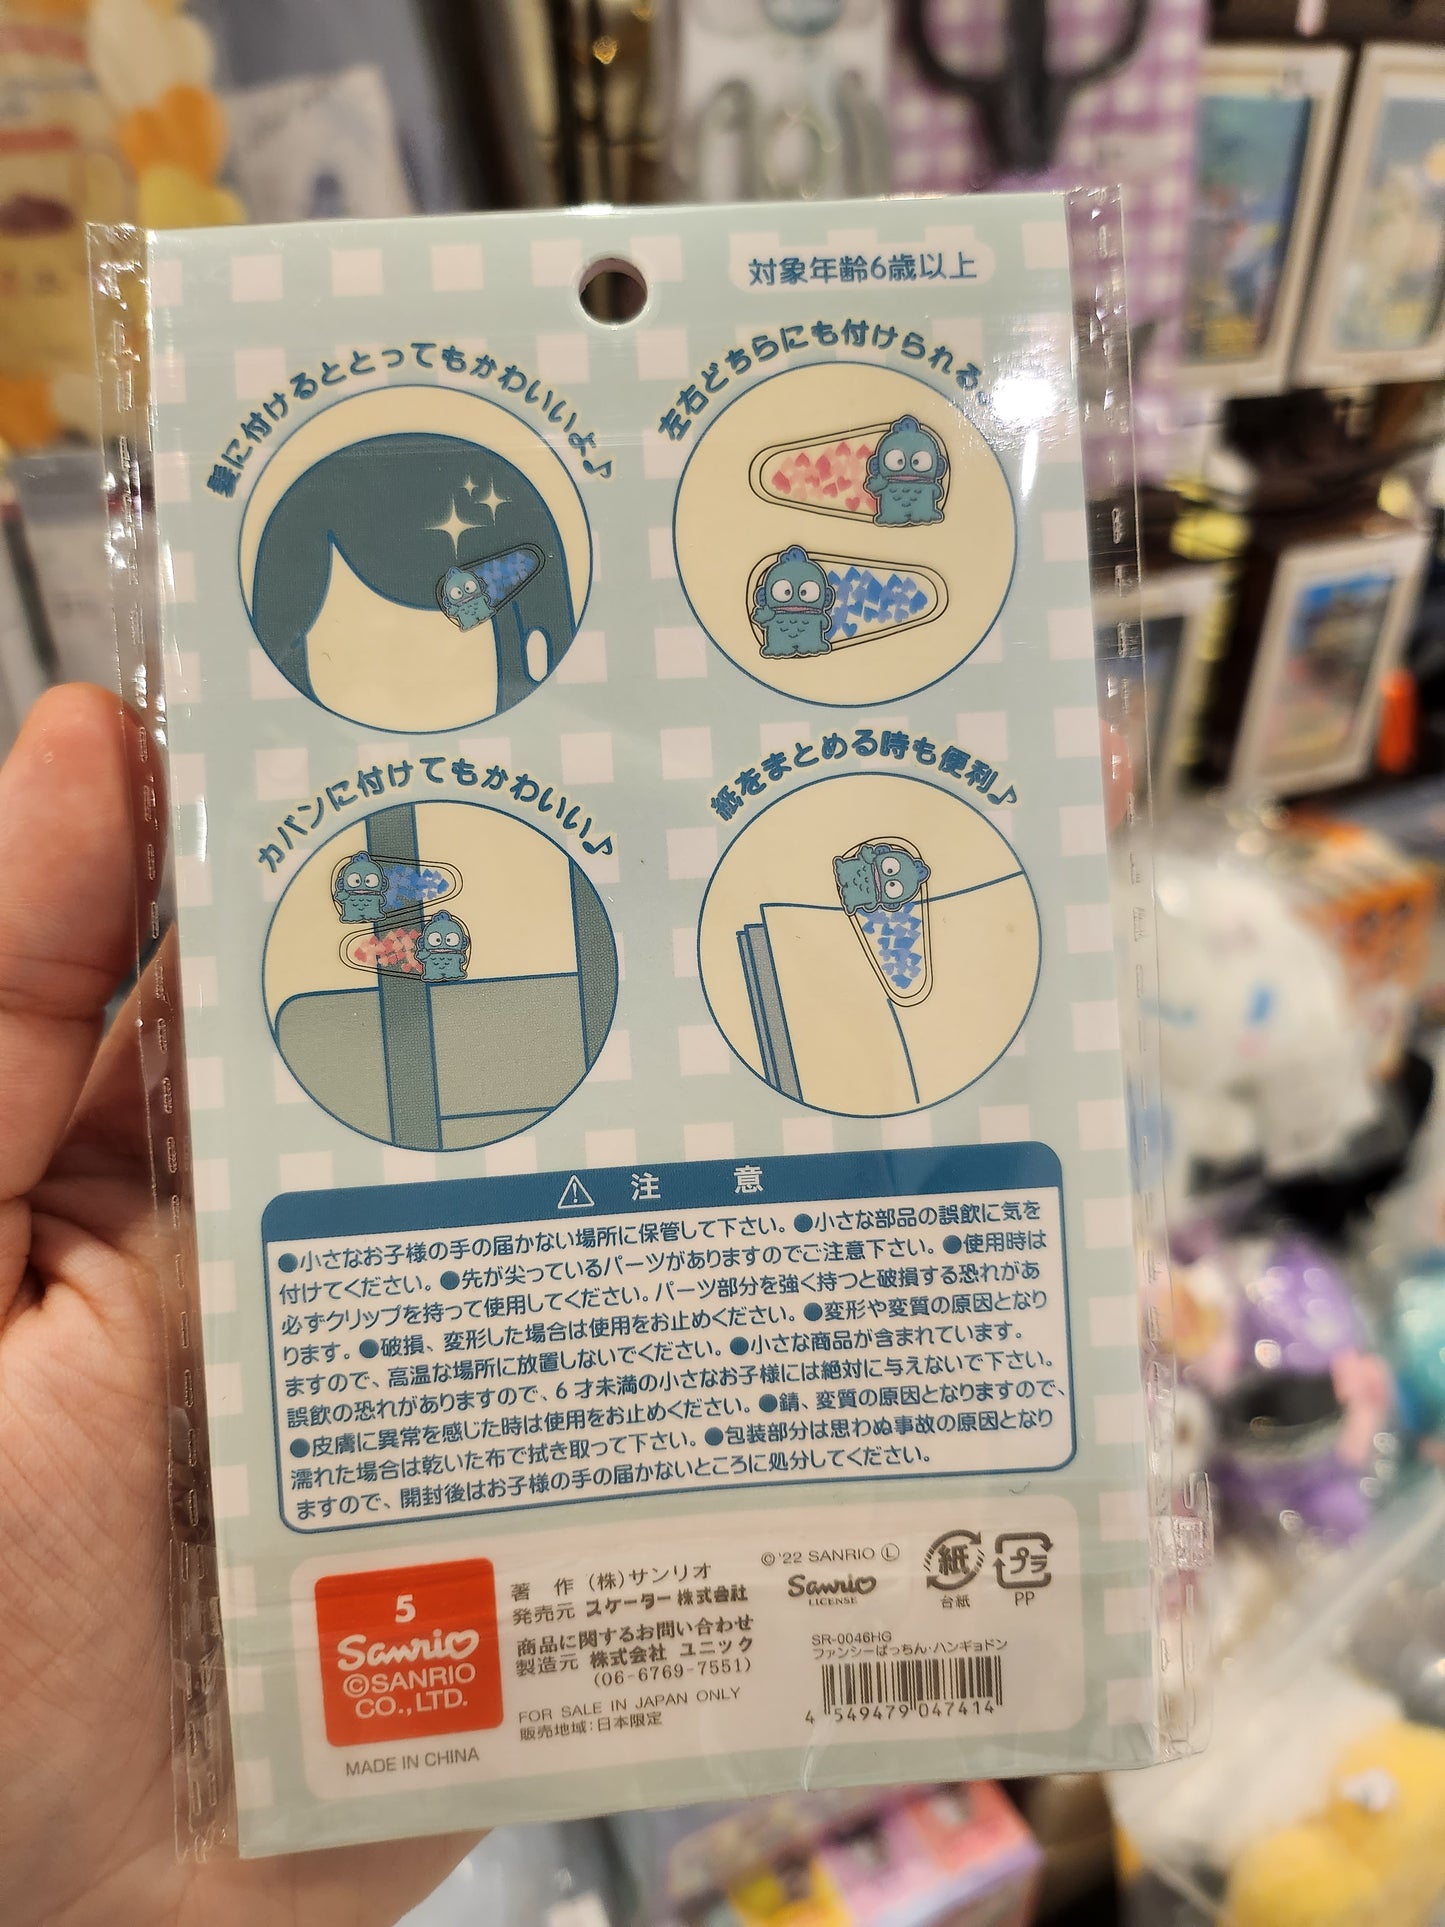 対象年齢6歳以上
髪に付けるととってもかわいいよ♪
左右どちらにも付けられる♪
カバンに付けてもかわいい♪
紙をまとめる時も便利♪
注 意
●小さなお子様の手の届かない場所に保管して下さい。●小さな部品の誤飲に気を
付けてください。●先が尖っているパーツがありますのでご注意下さい。●使用時は
必ずクリップを持って使用してください。パーツ部分を強く持つと破損する恐れがあ
ります。●破損、変形した場合は使用をお止めください。●変形や変質の原因となり
ますので、高温な場所に放置しないでください。●小さな商品が含まれています。
誤飲の恐れがありますので、6才未満の小さなお子様には絶対に与えないで下さい。
●皮膚に異常を感じた時は使用をお止めください。●錆、変質の原因となりますので、
濡れた場合は乾いた布で拭き取って下さい。●包装部分は思わぬ事故の原因となり
ますので、開封後はお子様の手の届かないところに処分してください。
5
Sanrio
©SANRIO
CO.,LTD.
MADE IN CHINA
著 作 (株)サンリオ
発売元 スケーター株式会社
商品に関するお問い合わせ
製造元 株式会社 ユニック
(06-6769-7551)
FOR SALE IN JAPAN ONLY
販売地域:日本限定
©'22 SANRIO Ⓛ
Sanrio
LICENSE
紙
台紙
プラ
PP
SR-0046HG
ファンシーぱっちん・ハンギョドン
4 549479 047414